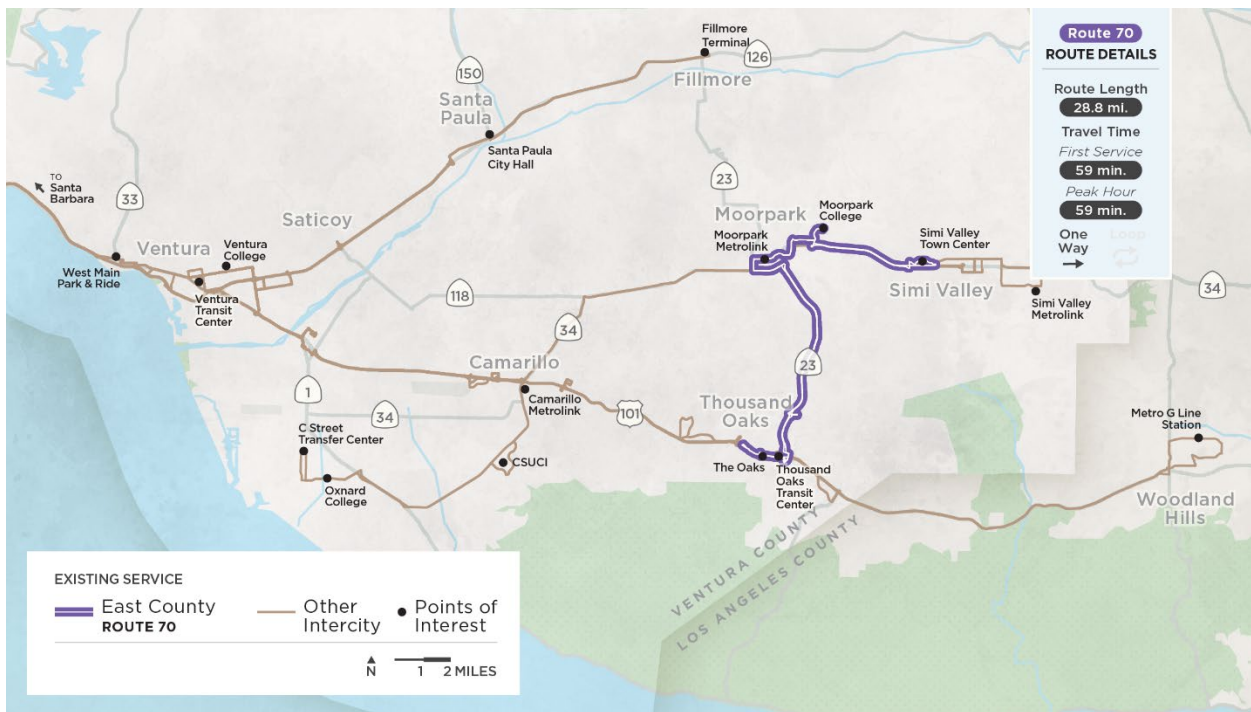 Fillmore
Terminal
126
Fillmore
150
Santa
Paula
Santa Paula
City Hall
TO
Santa
Barbara
33
Saticoy
Ventura
Ventura
College
West Main
Park & Ride
Ventura
Transit
Center
118
23
Moorpark
Moorpark
College
Moorpark
Metrolink
Simi Valley
Town Center
Simi Valley
Simi Valley
Metrolink
34
34
Camarillo
Camarillo
Metrolink
1
34
C Street
Transfer Center
Oxnard
College
CSUCI
101
23
Thousand
Oaks
The Oaks
Thousand
Oaks
Transit
Center
Metro G Line
Station
Woodland
Hills
VENTURA COUNTY
LOS ANGELES COUNTY
Route 70
ROUTE DETAILS
Route Length
28.8 mi.
Travel Time
First Service
59 min.
Peak Hour
59 min.
One
Way
Loop
EXISTING SERVICE
East County
ROUTE 70
Other
Intercity
Points of
Interest
N
1 2 MILES